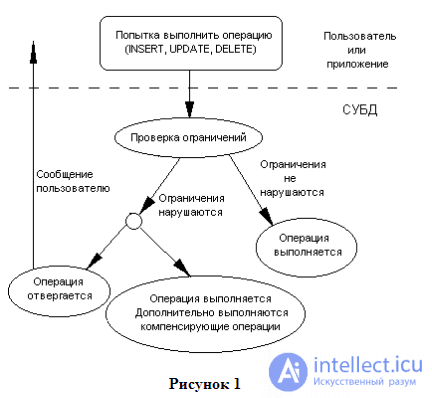 Попытка выполнить операцию
(INSERT, UPDATE, DELETE)
Пользователь
или
приложение
СУБД
Проверка ограничений
Сообщение
пользователю
Ограничения
нарушаются
Ограничения
не
нарушаются
Операция
выполняется
Операция
отвергается
Операция выполняется
Дополнительно выполняются
компенсирующие операции
Рисунок 1
intellect.icu
Искусственный разум